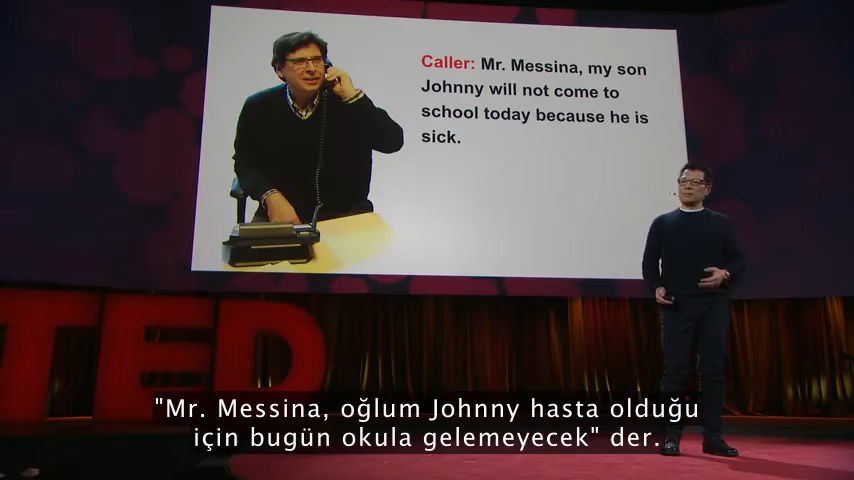 Caller: Mr. Messina, my son
Johnny will not come to
school today because he is
sick.
TED
"Mr. Messina, oğlum Johnny hasta olduğu
için bugün okula gelemeyecek" der.